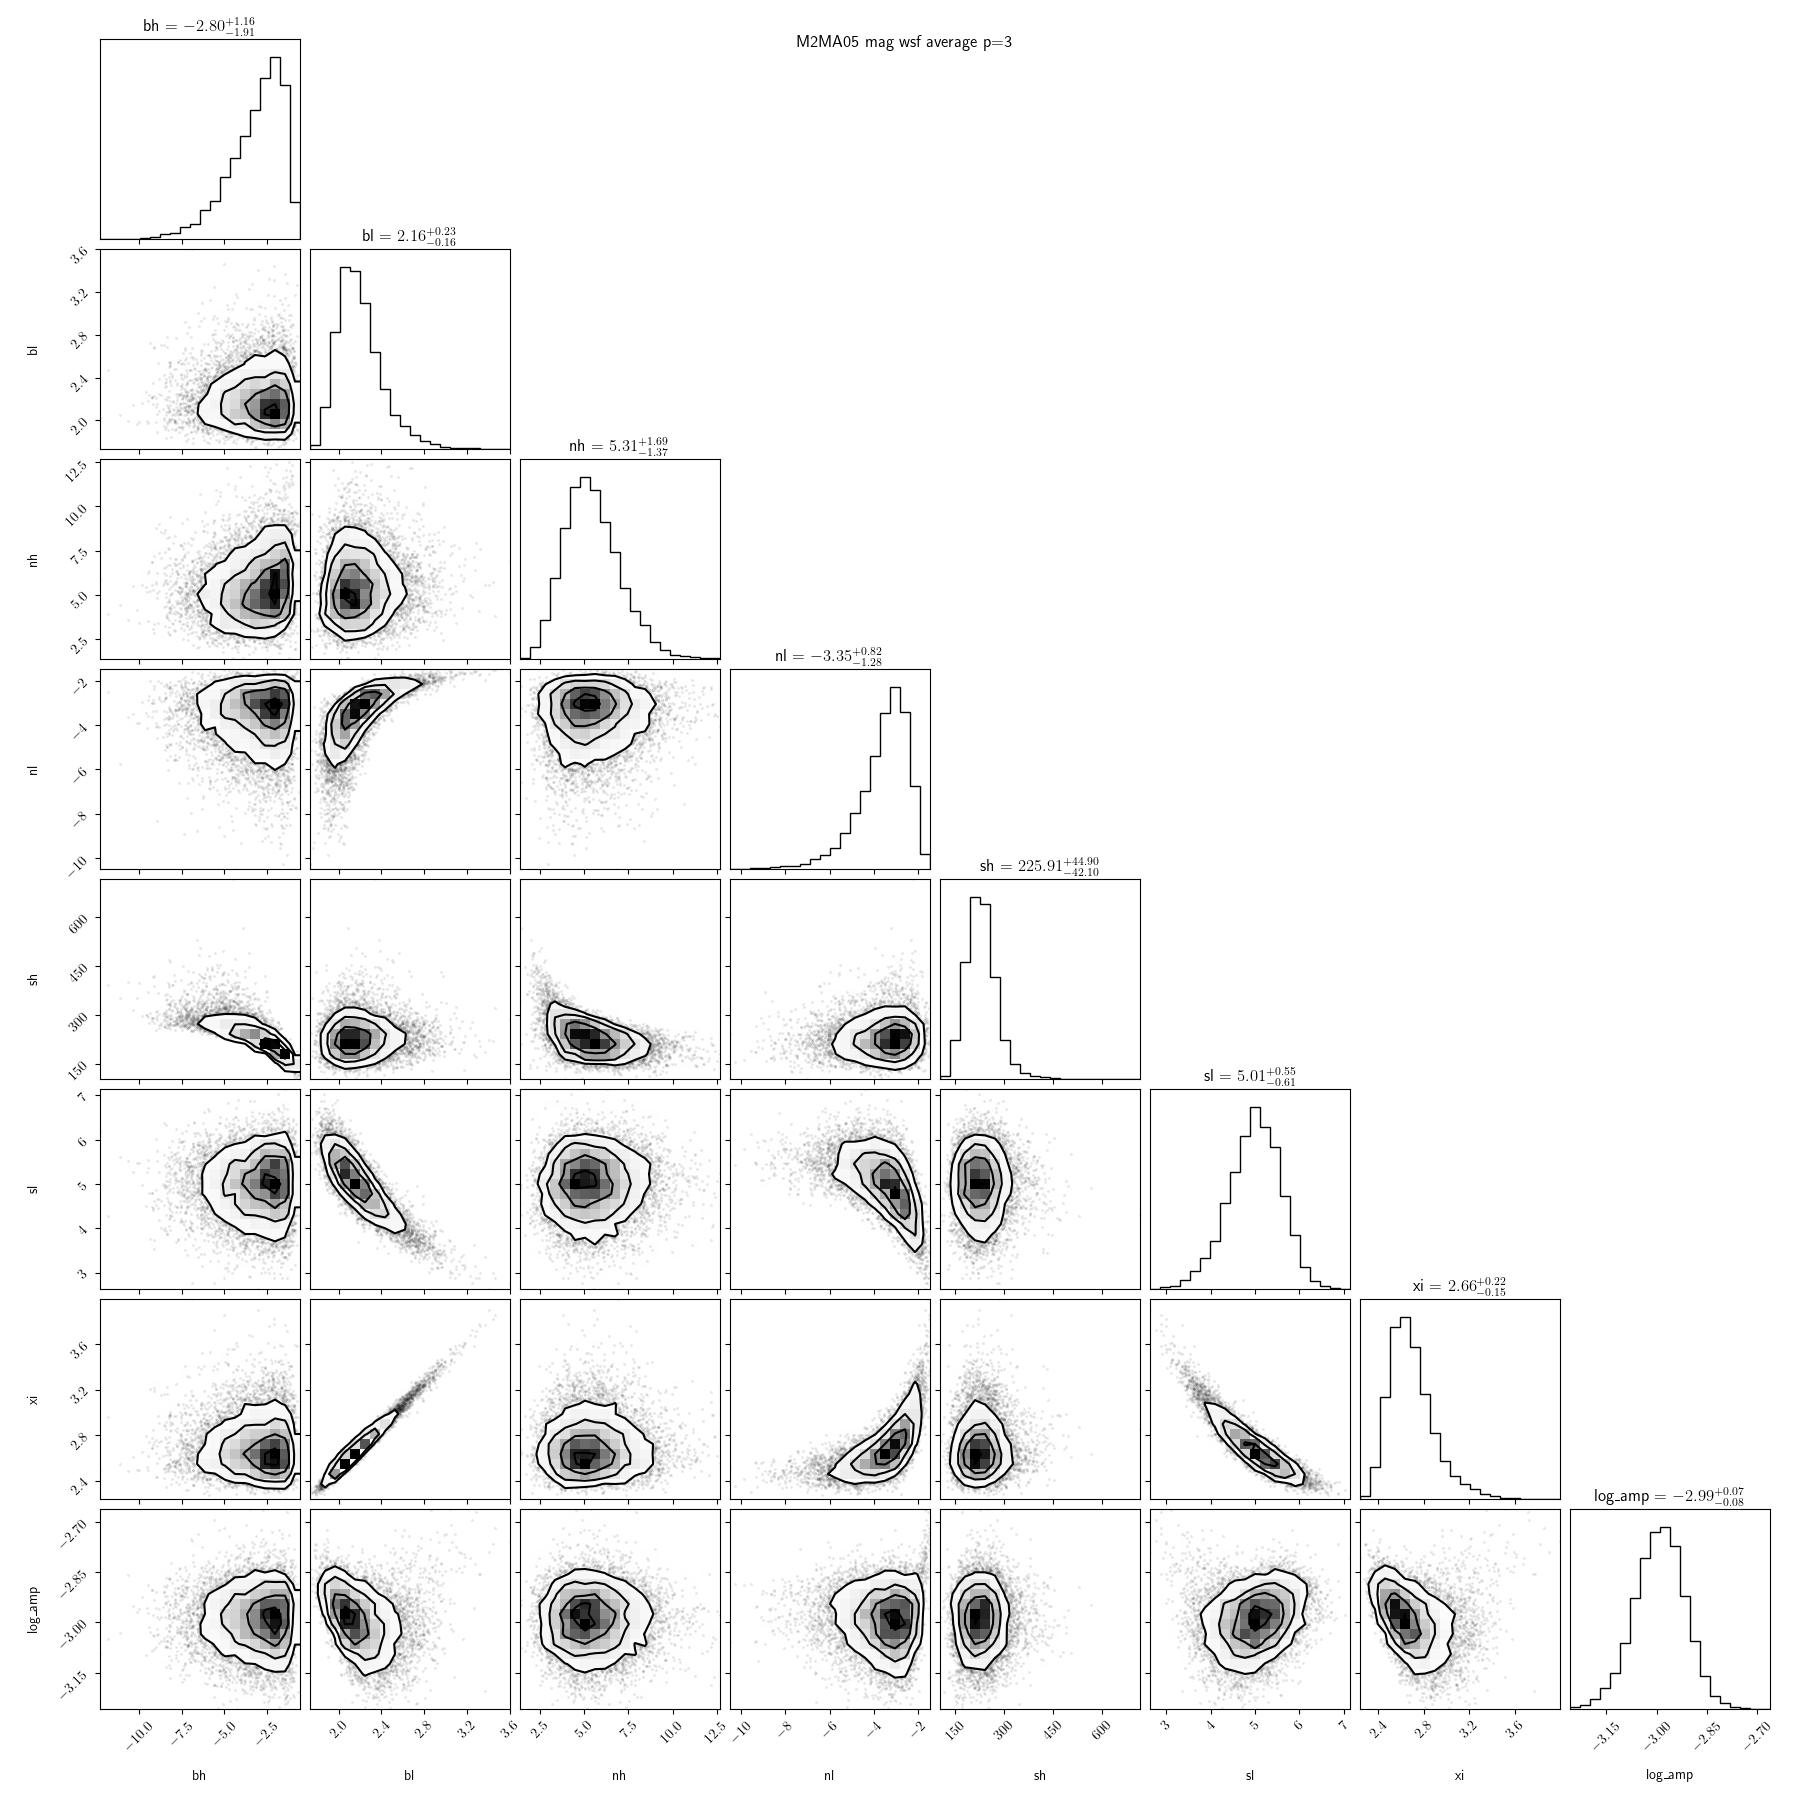 M2MA05 mag wsf average p=3
bh = −2.80 +1.16 −1.91
bl = 2.16 +0.23 −0.16
3.6
3.2
2.8
2.4
2.0
bl
nh = 5.31 +1.69 −1.37
12.5
10.0
7.5
5.0
2.5
nh
nl = −3.35 +0.82 −1.28
−2
−4
−6
−8
−10
nl
sh = 225.91 +44.90 −42.10
600
450
300
150
sh
sl = 5.01 +0.55 −0.61
7
6
5
4
3
sl
xi = 2.66 +0.22 −0.15
3.6
3.2
2.8
2.4
xi
log_amp = −2.99 +0.07 −0.08
−2.70
−2.85
−3.00
−3.15
log_amp
−10.0 −7.5 −5.0 −2.5 2.0 2.4 2.8 3.2 3.6 2.5 5.0 7.5 10.0 12.5 −10 −8 −6 −4 −2 150 300 450 600 3 4 5 6 7 2.4 2.8 3.2 3.6 −3.15 −3.00 −2.85 −2.70
bh bl nh nl sh sl xi log_amp